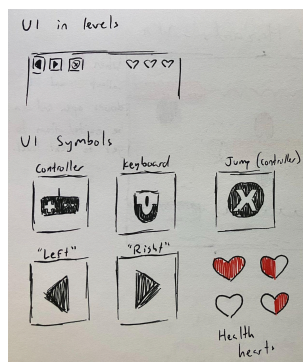 UI in levels
UI Symbols
Controller
Keyboard
Jump (controller)
X
"Left"
"Right"
Health
hearts